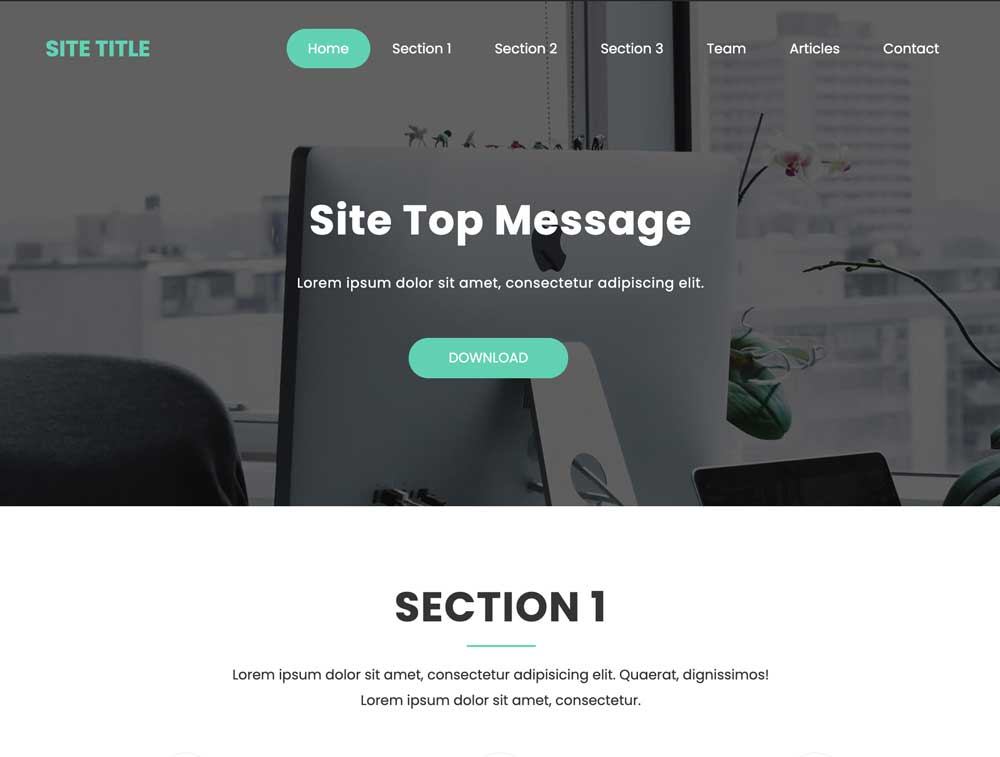 SITE TITLE
Home Section 1 Section 2 Section 3 Team Articles Contact
Site Top Message
Lorem ipsum dolor sit amet, consectetur adipiscing elit.
DOWNLOAD
SECTION 1
Lorem ipsum dolor sit amet, consectetur adipisicing elit. Quaerat, dignissimos!
Lorem ipsum dolor sit amet, consectetur.